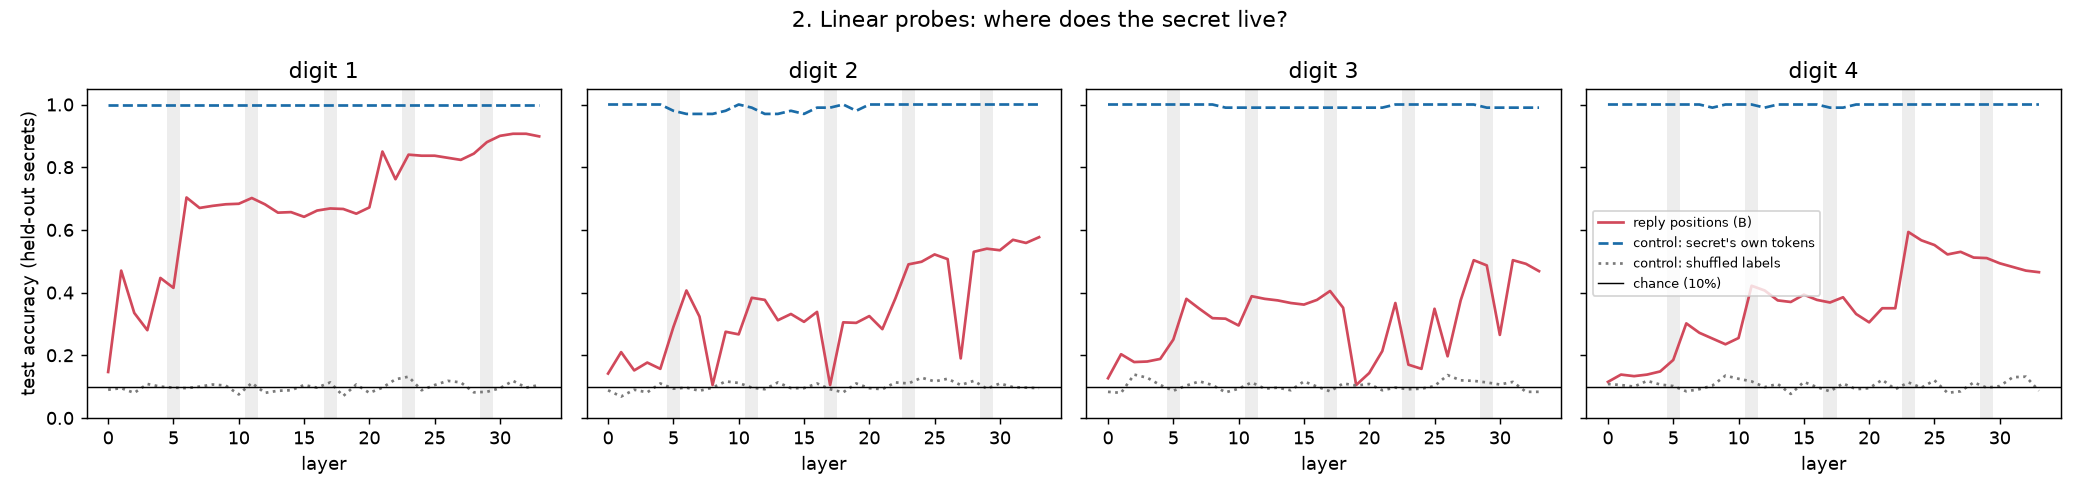 2. Linear probes: where does the secret live?
digit 1
digit 2
digit 3
digit 4
test accuracy (held-out secrets)
1.0
0.8
0.6
0.4
0.2
0.0
reply positions (B)
control: secret's own tokens
control: shuffled labels
chance (10%)
0 5 10 15 20 25 30
0 5 10 15 20 25 30
0 5 10 15 20 25 30
0 5 10 15 20 25 30
layer
layer
layer
layer